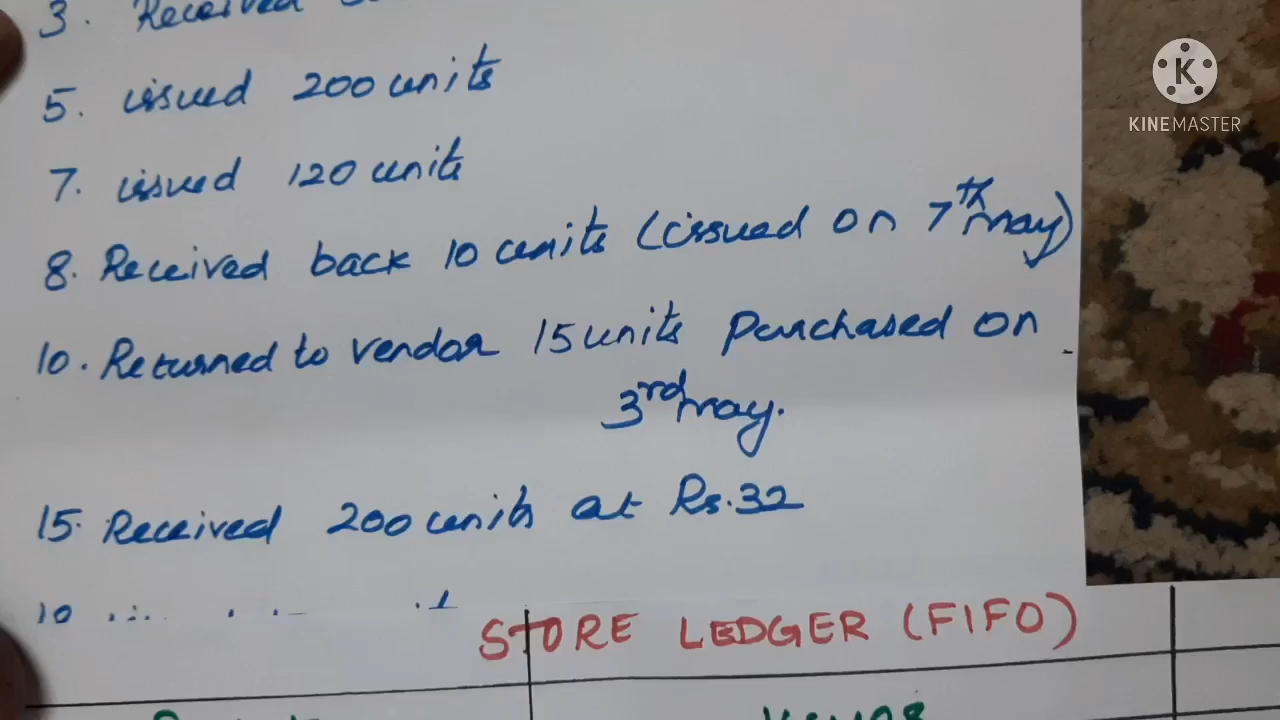 3. Received
5. issued 200 units
7. issued 120 units
8. Received back 10 units (issued on 7th may)
10. Returned to vendor 15 units purchased on
3rd may.
15. Received 200 units at Rs.32
STORE LEDGER (FIFO)
K
KINEMASTER